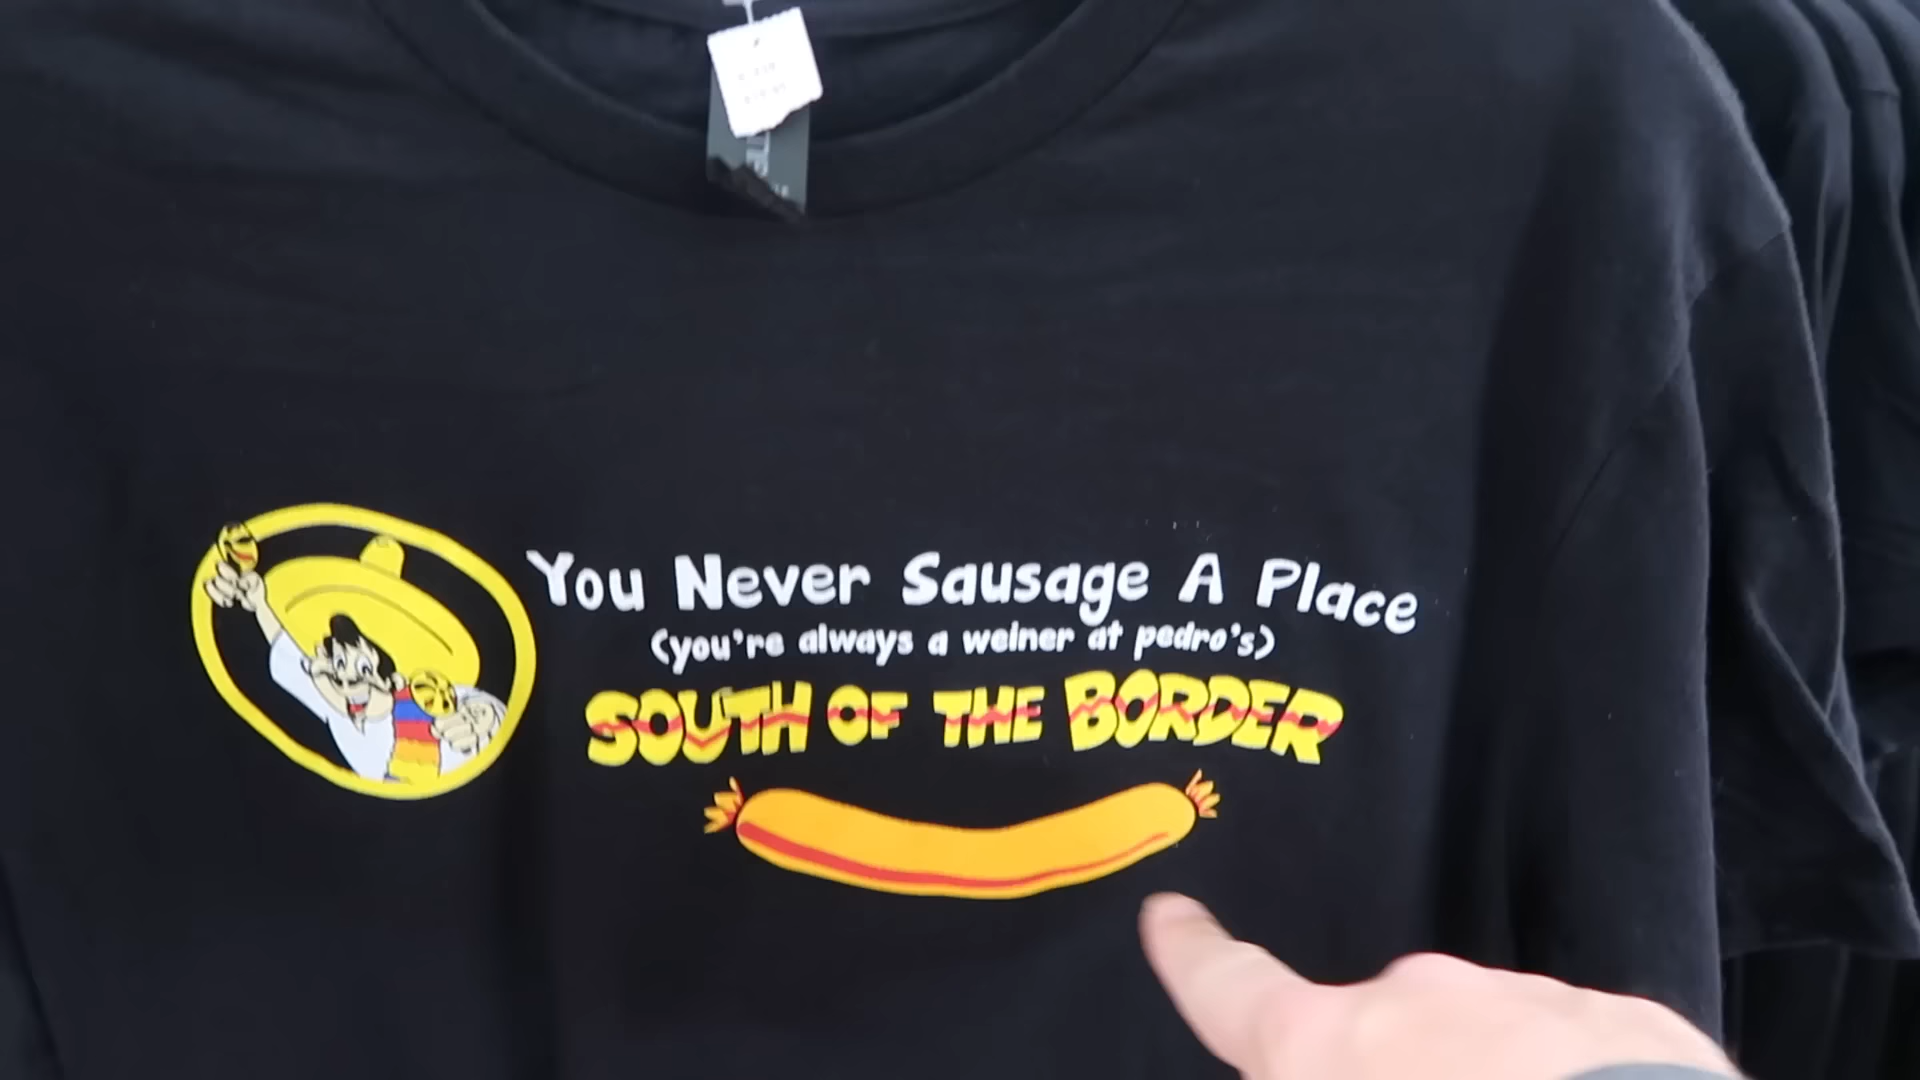 You Never Sausage A Place
(you're always a weiner at pedro's)
SOUTH OF THE BORDER